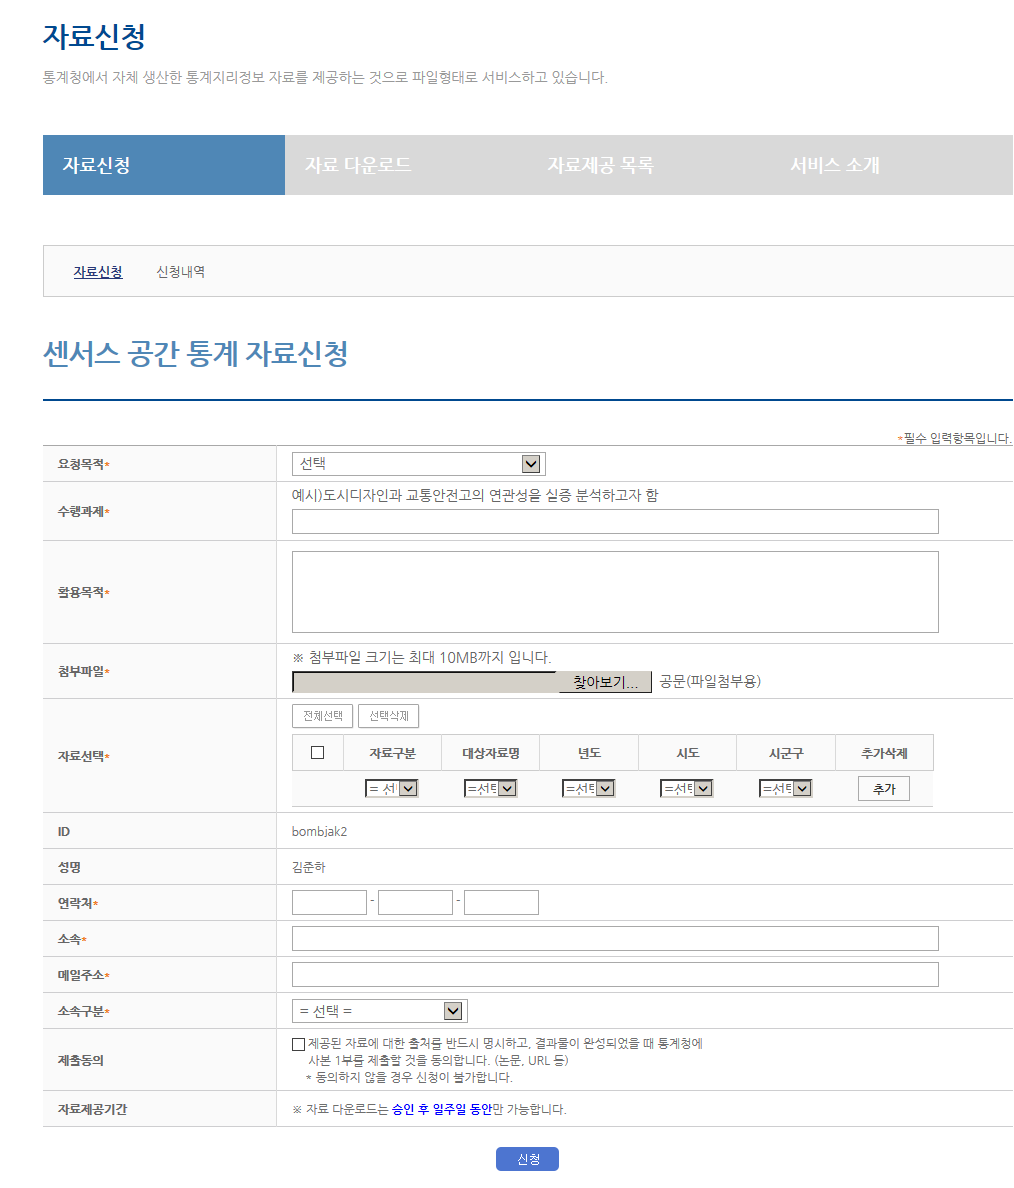 자료신청
통계청에서 자체 생산한 통계지리정보 자료를 제공하는 것으로 파일형태로 서비스하고 있습니다.
자료신청 자료 다운로드 자료제공 목록 서비스 소개
자료신청 신청내역
센서스 공간 통계 자료신청
*필수 입력항목입니다.
요청목적* 선택
예시)도시디자인과 교통안전고의 연관성을 실증 분석하고자 함
수행과제*
활용목적*
※ 첨부파일 크기는 최대 10MB까지 입니다.
첨부파일* 찾아보기... 공문(파일첨부용)
전체선택 선택삭제
자료선택* 자료구분 대상자료명 년도 시도 시군구 추가삭제
= 선 =선 =선 =선 =선 추가
ID bombjak2
성명 김준하
연락처* - -
소속*
메일주소*
소속구분* = 선택 =
제출동의 제공된 자료에 대한 출처를 반드시 명시하고, 결과물이 완성되었을 때 통계청에
사본 1부를 제출할 것을 동의합니다. (논문, URL 등)
* 동의하지 않을 경우 신청이 불가합니다.
자료제공기간 ※ 자료 다운로드는 승인 후 일주일 동안만 가능합니다.
신청